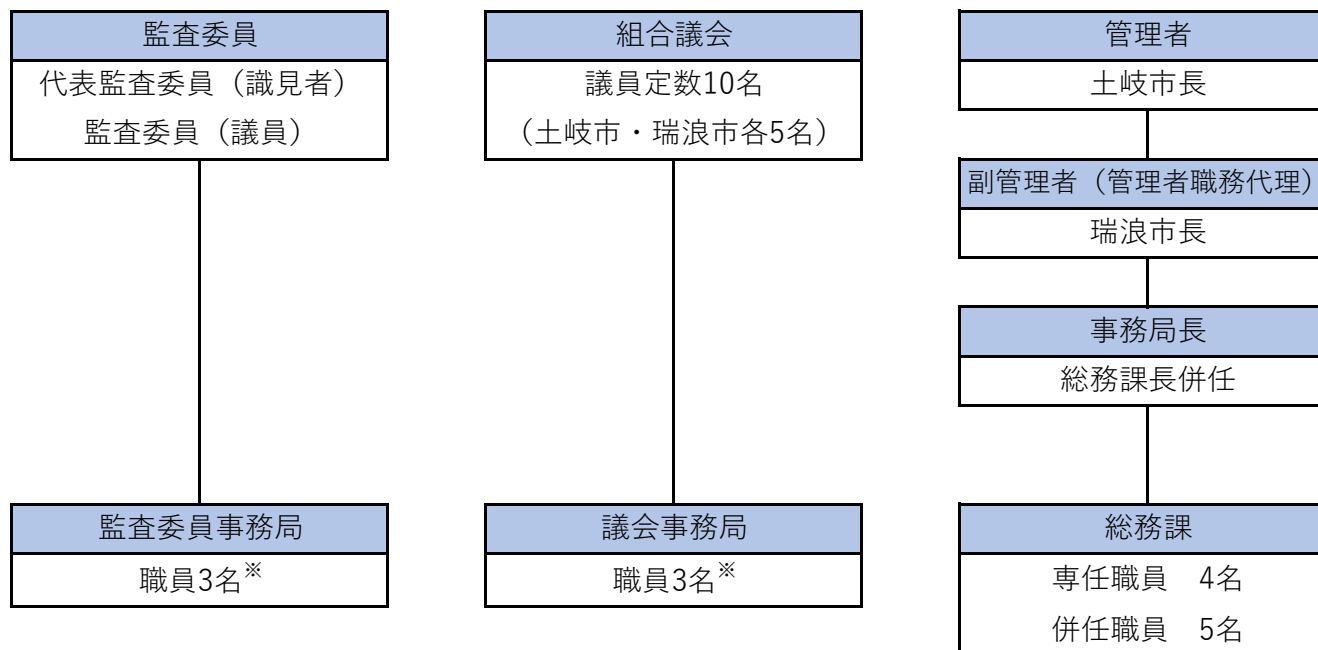 監査委員
代表監査委員（識見者）
監査委員（議員）
監査委員事務局
職員3名※
組合議会
議員定数10名
（土岐市・瑞浪市各5名）
議会事務局
職員3名※
管理者
土岐市長
副管理者（管理者職務代理）
瑞浪市長
事務局長
総務課長併任
総務課
専任職員　4名
併任職員　5名